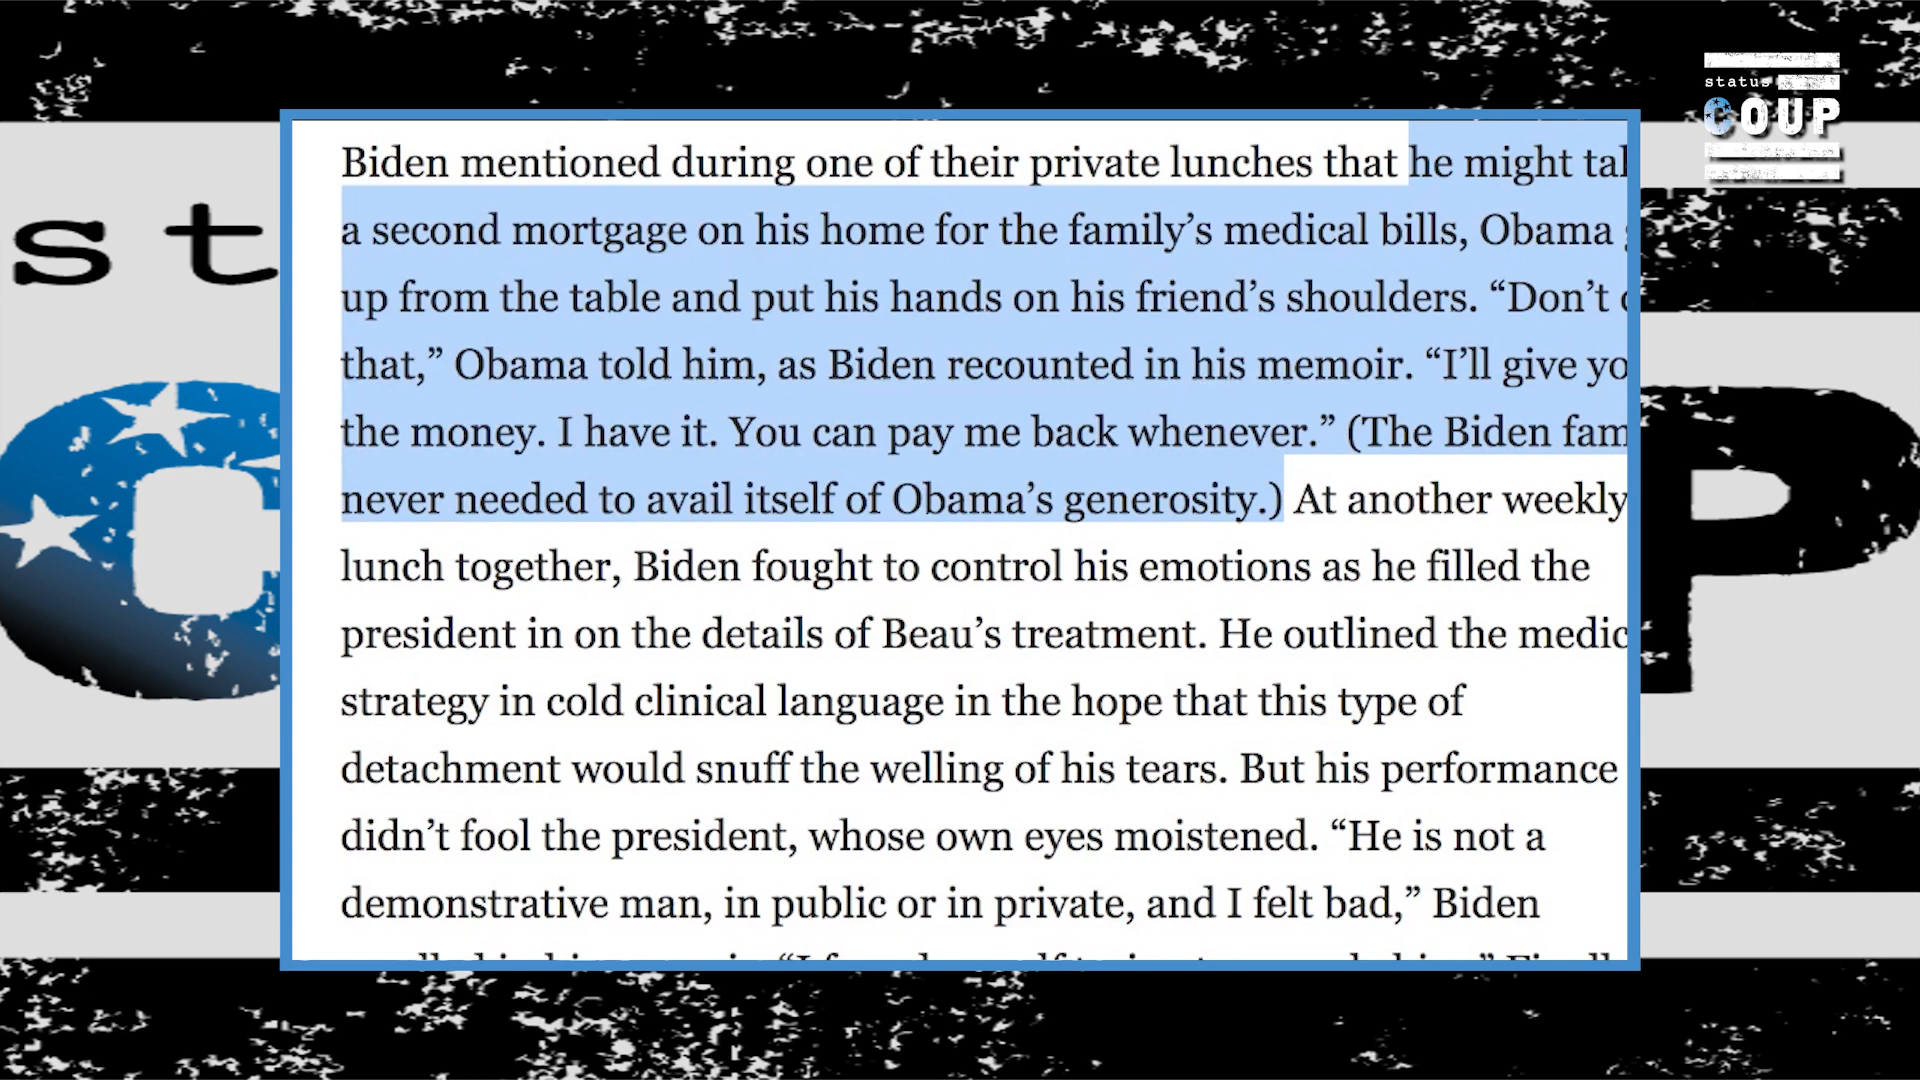 status
COUP
st
C
P
Biden mentioned during one of their private lunches that he might
a second mortgage on his home for the family’s medical bills, Obama
up from the table and put his hands on his friend’s shoulders. “Don’t
that,” Obama told him, as Biden recounted in his memoir. “I’ll give
the money. I have it. You can pay me back whenever.” (The Biden
never needed to avail itself of Obama’s generosity.) At another weekly
lunch together, Biden fought to control his emotions as he filled the
president in on the details of Beau’s treatment. He outlined the
strategy in cold clinical language in the hope that this type of
detachment would snuff the welling of his tears. But his performance
didn’t fool the president, whose own eyes moistened. “He is not a
demonstrative man, in public or in private, and I felt bad,” Biden